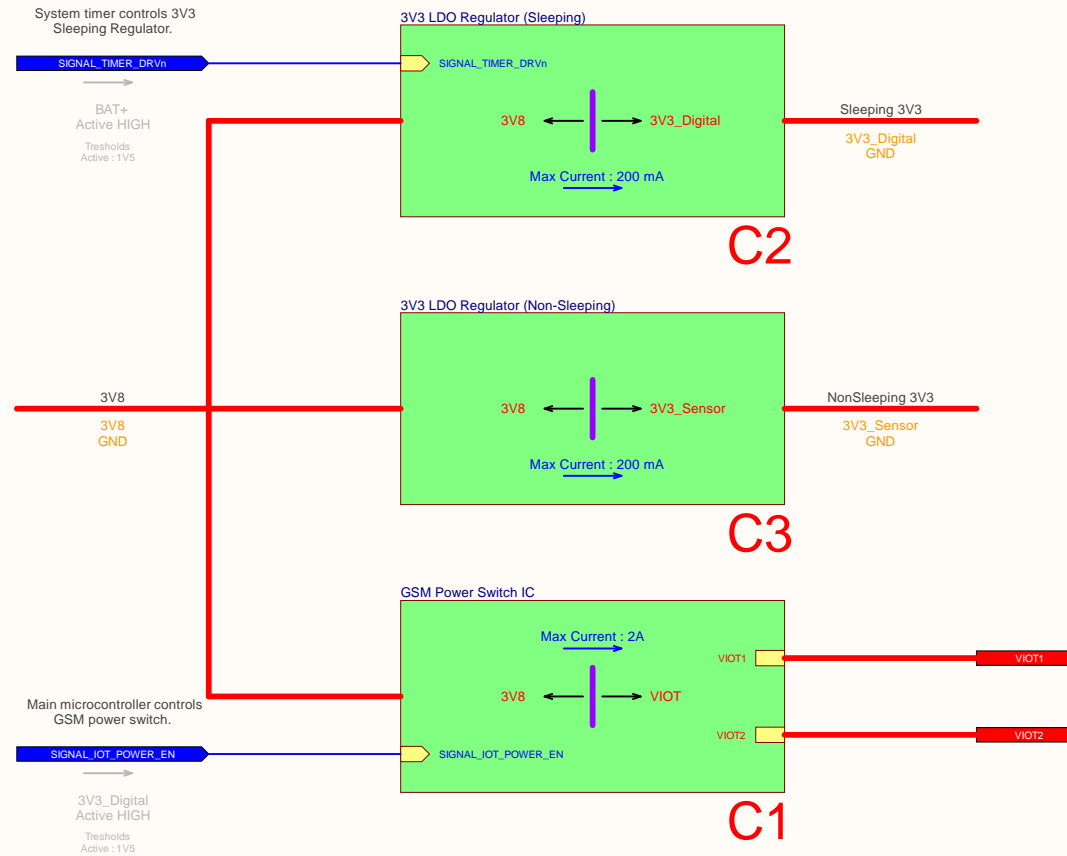 System timer controls 3V3
Sleeping Regulator.
SIGNAL_TIMER_DRVn
BAT+
Active HIGH
Tresholds
Active : 1V5
3V3 LDO Regulator (Sleeping)
SIGNAL_TIMER_DRVn
3V8
3V3_Digital
Max Current : 200 mA
C2
Sleeping 3V3
3V3_Digital
GND
3V8
3V8
GND
3V3 LDO Regulator (Non-Sleeping)
3V8
3V3_Sensor
Max Current : 200 mA
C3
NonSleeping 3V3
3V3_Sensor
GND
GSM Power Switch IC
Max Current : 2A
VIOT1
VIOT1
3V8
VIOT
VIOT2
VIOT2
SIGNAL_IOT_POWER_EN
C1
Main microcontroller controls
GSM power switch.
SIGNAL_IOT_POWER_EN
3V3_Digital
Active HIGH
Tresholds
Active : 1V5